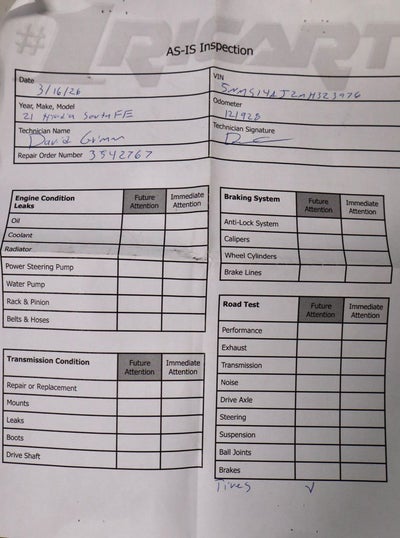 #1 RICART
AS-IS Inspection
Date 3/16/26 VIN
Year, Make, Model 21 Hyundai Santa FE Odometer 121928
Technician Name David Technician Signature
Repair Order Number 3542767
Engine Condition Future Attention Immediate Attention
Leaks
Oil
Coolant
Radiator
Power Steering Pump
Water Pump
Rack & Pinion
Belts & Hoses
Transmission Condition Future Attention Immediate Attention
Repair or Replacement
Mounts
Leaks
Boots
Drive Shaft
Braking System Future Attention Immediate Attention
Anti-Lock System
Calipers
Wheel Cylinders
Brake Lines
Road Test Future Attention Immediate Attention
Performance
Exhaust
Transmission
Noise
Drive Axle
Steering
Suspension
Ball Joints
Brakes
Tires ✓